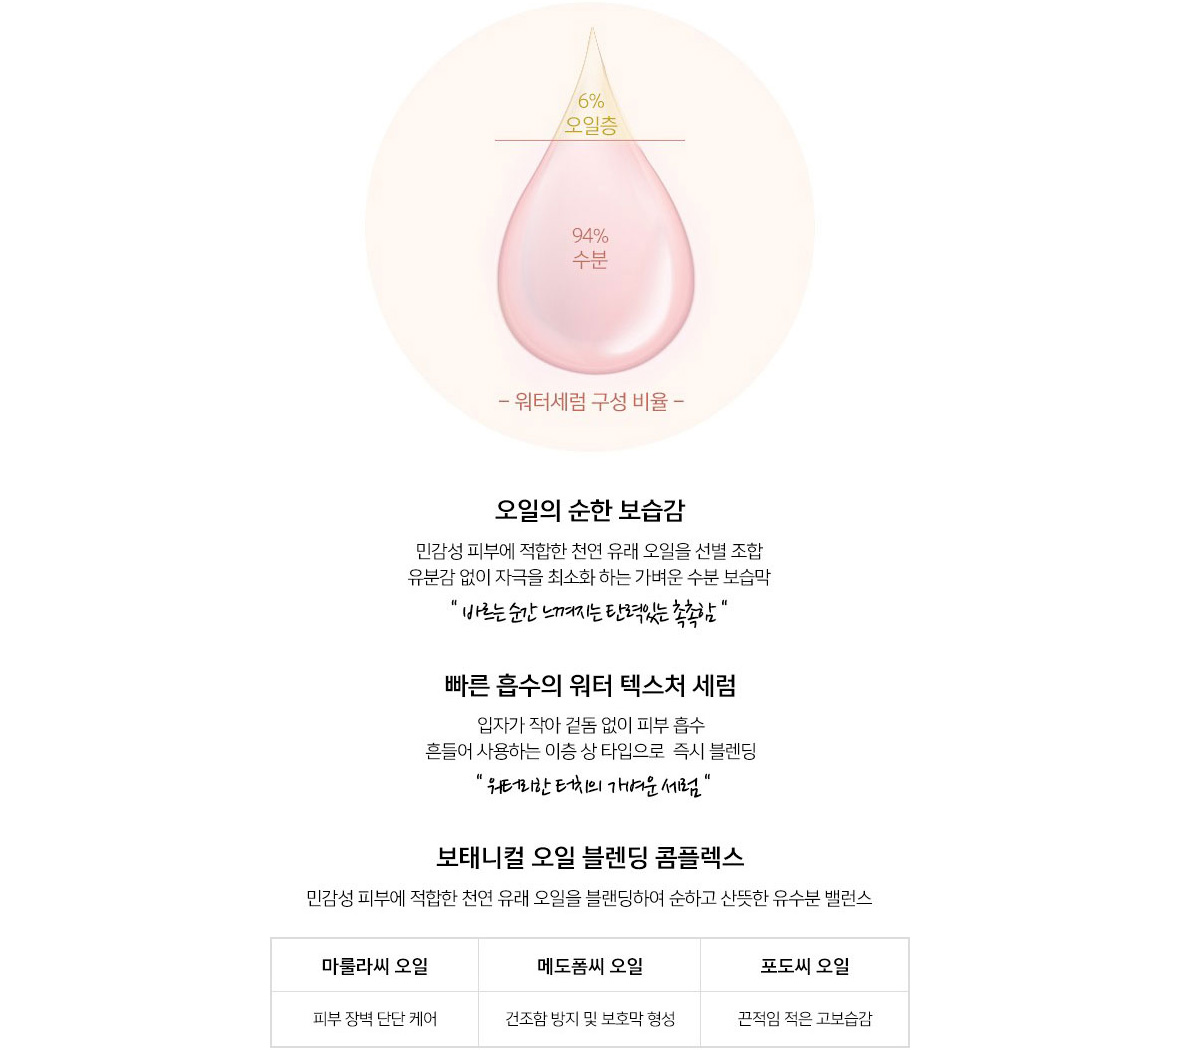 6%
오일층
94%
수분
– 워터세럼 구성 비율 –
오일의 순한 보습감
민감성 피부에 적합한 천연 유래 오일을 선별 조합
유분감 없이 자극을 최소화 하는 가벼운 수분 보습막
“ 바르는 순간 느껴지는 탄력있는 촉촉함 “
빠른 흡수의 워터 텍스처 세럼
입자가 작아 겉돔 없이 피부 흡수
흔들어 사용하는 이층 상 타입으로 즉시 블렌딩
“ 워터리한 터치의 가벼운 세럼 “
보태니컬 오일 블렌딩 콤플렉스
민감성 피부에 적합한 천연 유래 오일을 블랜딩하여 순하고 산뜻한 유수분 밸런스
마룰라씨 오일 메도폼씨 오일 포도씨 오일
피부 장벽 단단 케어 건조함 방지 및 보호막 형성 끈적임 적은 고보습감